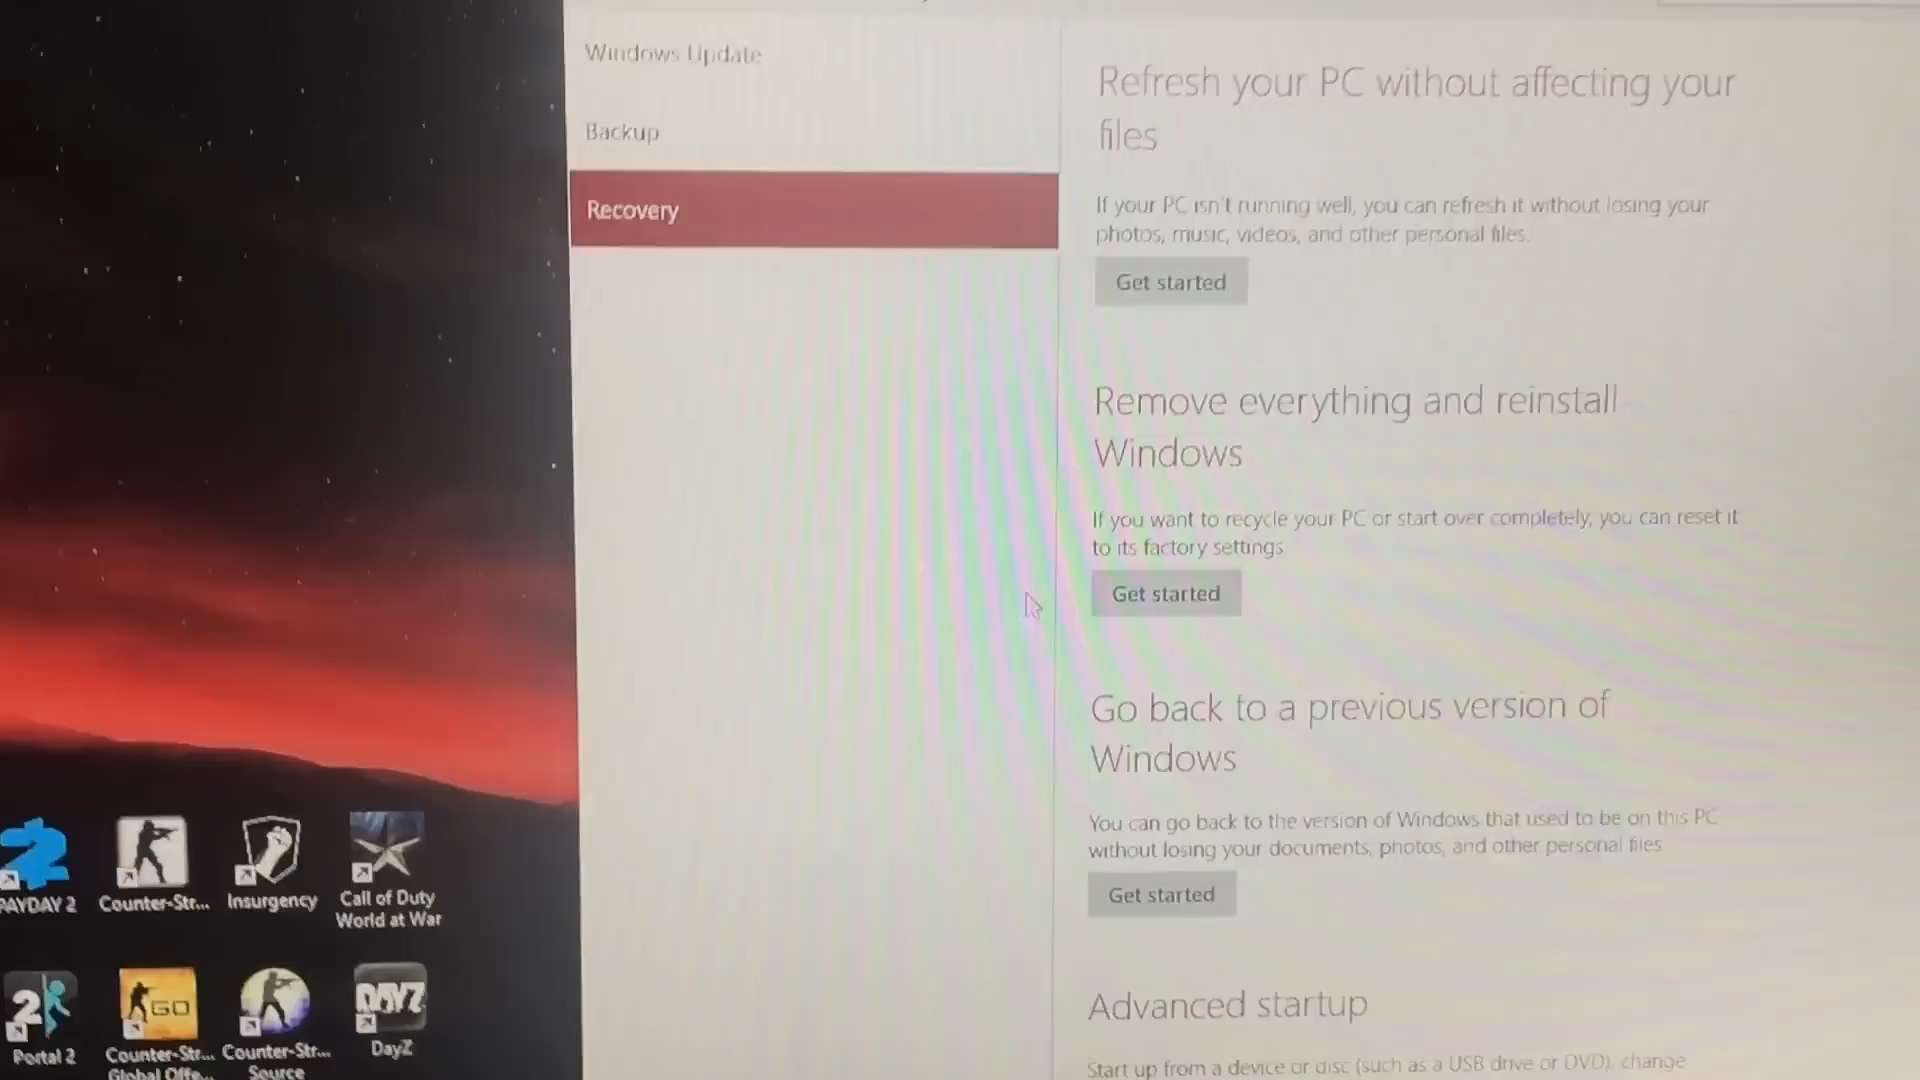 Windows Update
Backup
Recovery
Refresh your PC without affecting your
files
If your PC isn't running well, you can refresh it without losing your
photos, music, videos, and other personal files.
Get started
Remove everything and reinstall
Windows
If you want to recycle your PC or start over completely, you can reset it
to its factory settings
Get started
Go back to a previous version of
Windows
You can go back to the version of Windows that used to be on this PC
without losing your documents, photos, and other personal files
Get started
Advanced startup
Start up from a device or disc (such as a USB drive or DVD), change
PAYDAY 2
Counter-Str...
Insurgency
Call of Duty
World at War
2
GO
DAYZ
Portal 2
Counter-Str...
Global Offe...
Counter-Str...
Source
DayZ